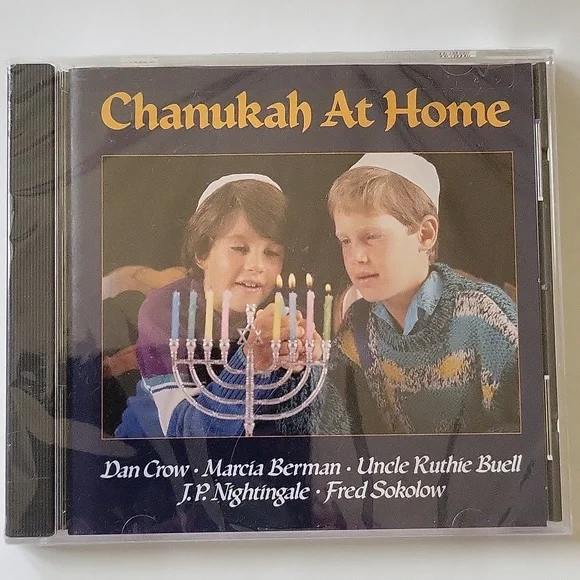 Chanukah At Home
Dan Crow · Marcia Berman · Uncle Ruthie Buell
J.P. Nightingale · Fred Sokolow